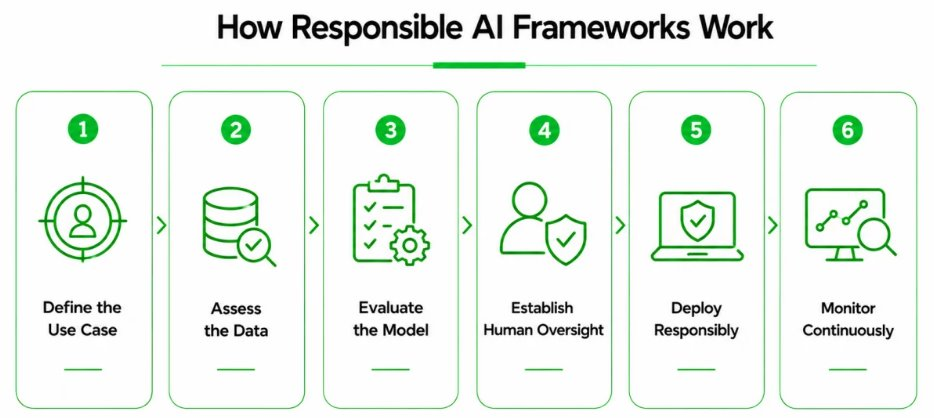 How Responsible AI Frameworks Work
1
2
3
4
5
6
Define the
Use Case
Assess
the Data
Evaluate
the Model
Establish
Human Oversight
Deploy
Responsibly
Monitor
Continuously